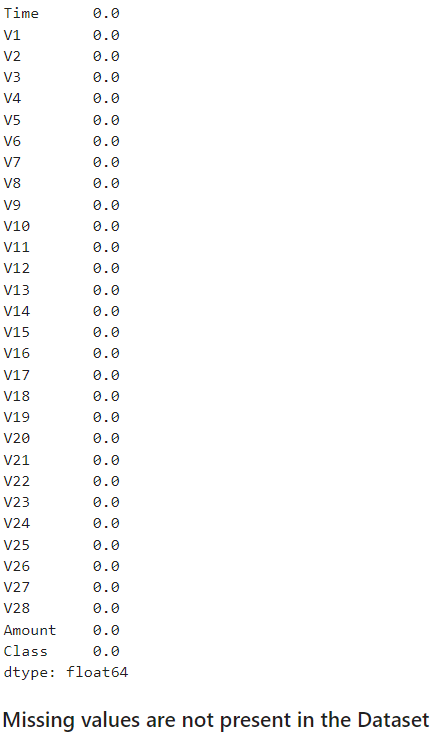 Time 0.0
V1 0.0
V2 0.0
V3 0.0
V4 0.0
V5 0.0
V6 0.0
V7 0.0
V8 0.0
V9 0.0
V10 0.0
V11 0.0
V12 0.0
V13 0.0
V14 0.0
V15 0.0
V16 0.0
V17 0.0
V18 0.0
V19 0.0
V20 0.0
V21 0.0
V22 0.0
V23 0.0
V24 0.0
V25 0.0
V26 0.0
V27 0.0
V28 0.0
Amount 0.0
Class 0.0
dtype: float64
Missing values are not present in the Dataset